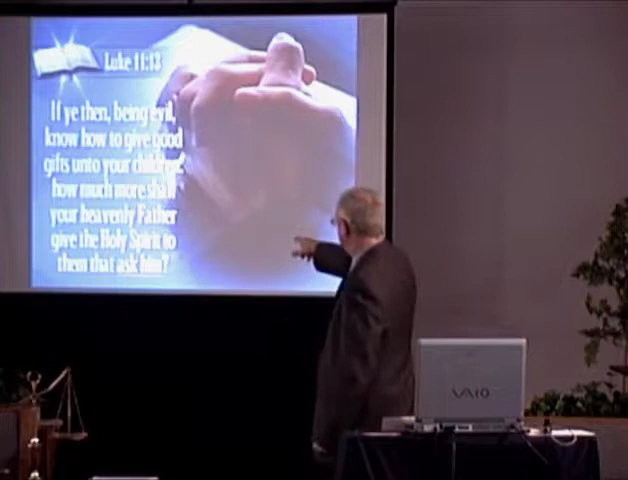 Luke 11:13
If ye then, being evil,
know how to give good
gifts unto your children:
how much more shall
your heavenly Father
give the Holy Spirit to
them that ask him?
VAIO